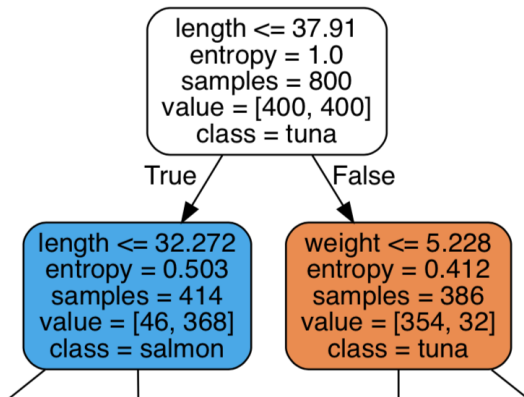 length <= 37.91
entropy = 1.0
samples = 800
value = [400, 400]
class = tuna
True
False
length <= 32.272
entropy = 0.503
samples = 414
value = [46, 368]
class = salmon
weight <= 5.228
entropy = 0.412
samples = 386
value = [354, 32]
class = tuna